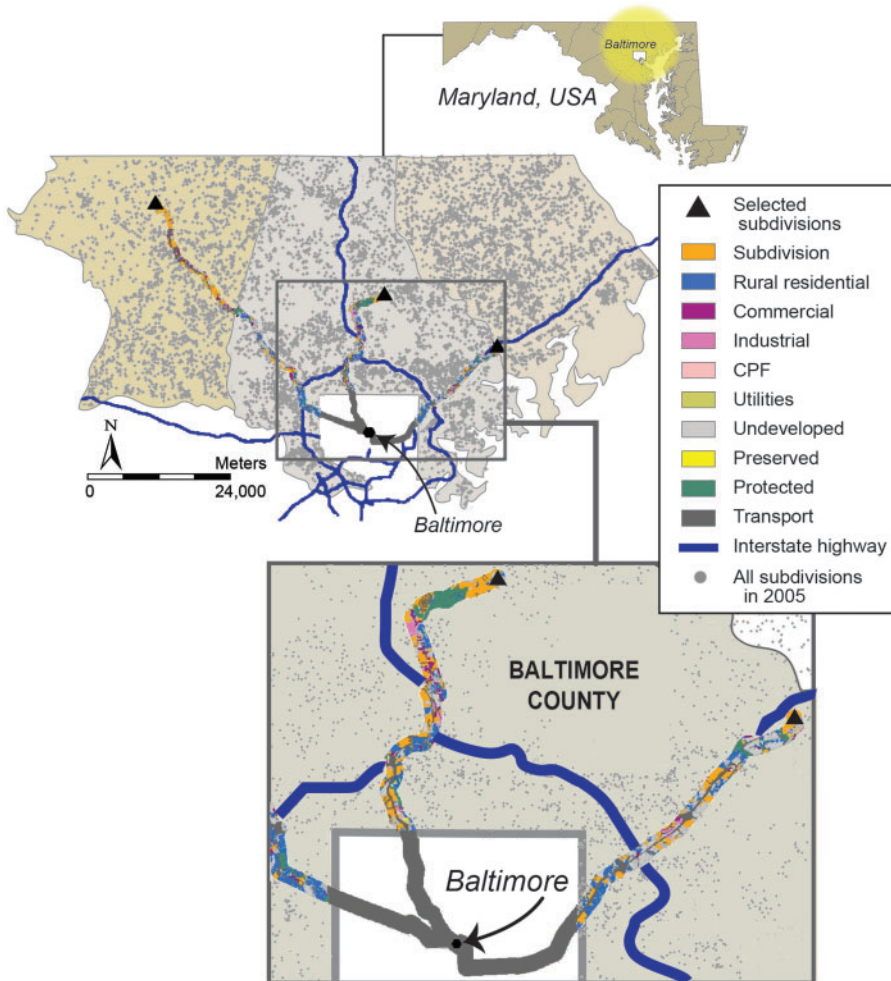 Baltimore
Maryland, USA
Selected
subdivisions
Subdivision
Rural residential
Commercial
Industrial
CPF
Utilities
Undeveloped
Preserved
Protected
Transport
Interstate highway
All subdivisions
in 2005
N
Meters
0
24,000
Baltimore
BALTIMORE
COUNTY
Baltimore